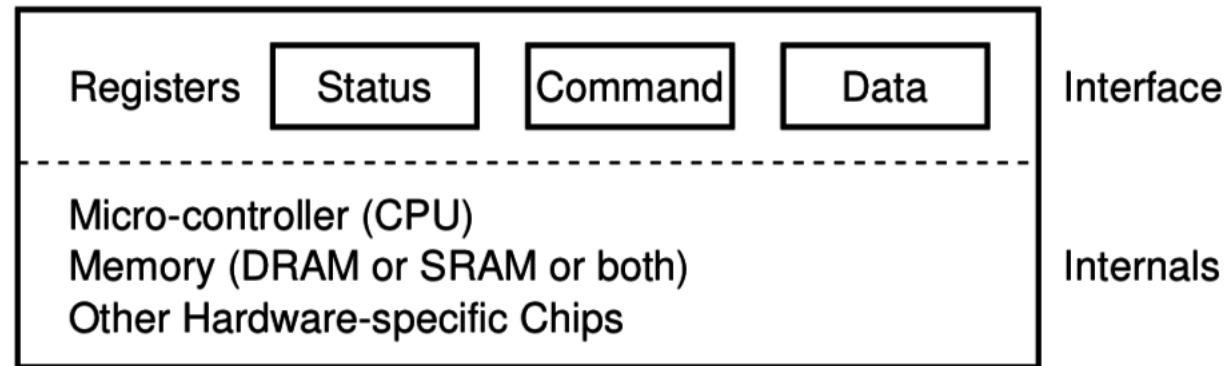 Registers Status Command Data Interface
Micro-controller (CPU)
Memory (DRAM or SRAM or both) Internals
Other Hardware-specific Chips